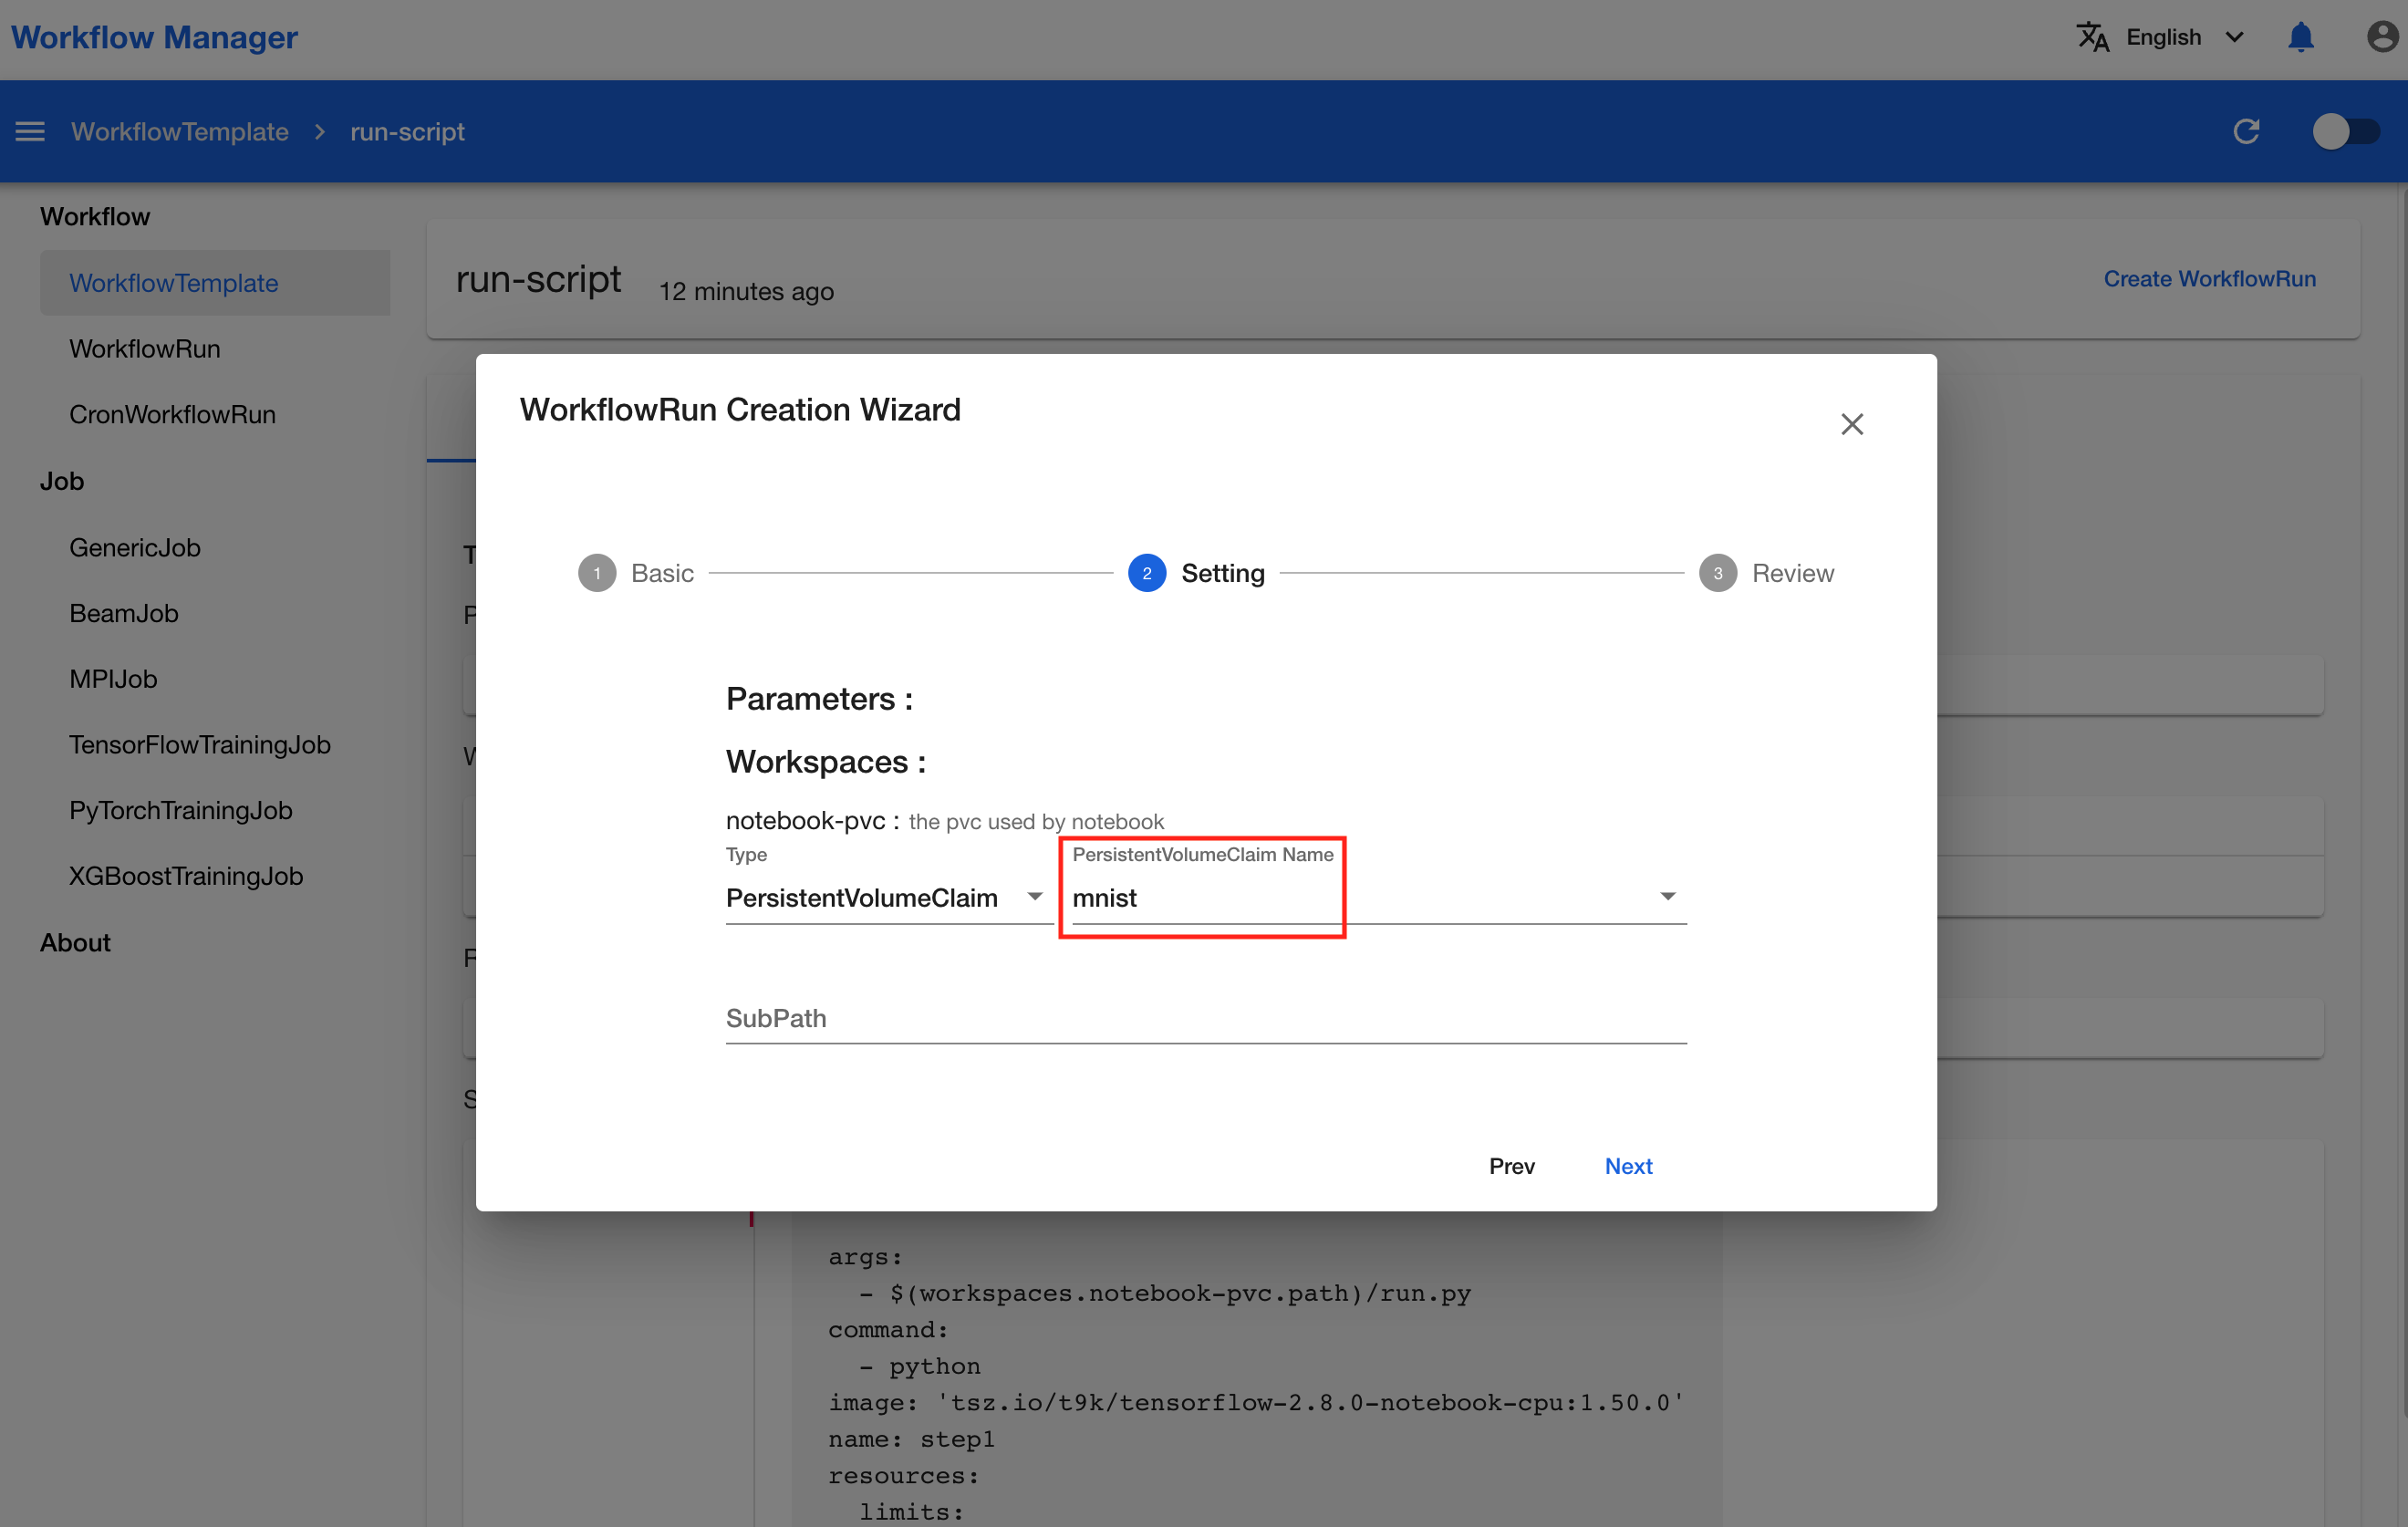 Workflow Manager
English
WorkflowTemplate > run-script
Workflow
WorkflowTemplate
WorkflowRun
CronWorkflowRun
Job
GenericJob
BeamJob
MPIJob
TensorFlowTrainingJob
PyTorchTrainingJob
XGBoostTrainingJob
About
run-script 12 minutes ago
Create WorkflowRun
WorkflowRun Creation Wizard
1 Basic
2 Setting
3 Review
Parameters :
Workspaces :
notebook-pvc : the pvc used by notebook
Type
PersistentVolumeClaim
PersistentVolumeClaim Name
mnist
SubPath
Prev
Next
args:
- $(workspaces.notebook-pvc.path)/run.py
command:
- python
image: 'tsz.io/t9k/tensorflow-2.8.0-notebook-cpu:1.50.0'
name: step1
resources:
limits: